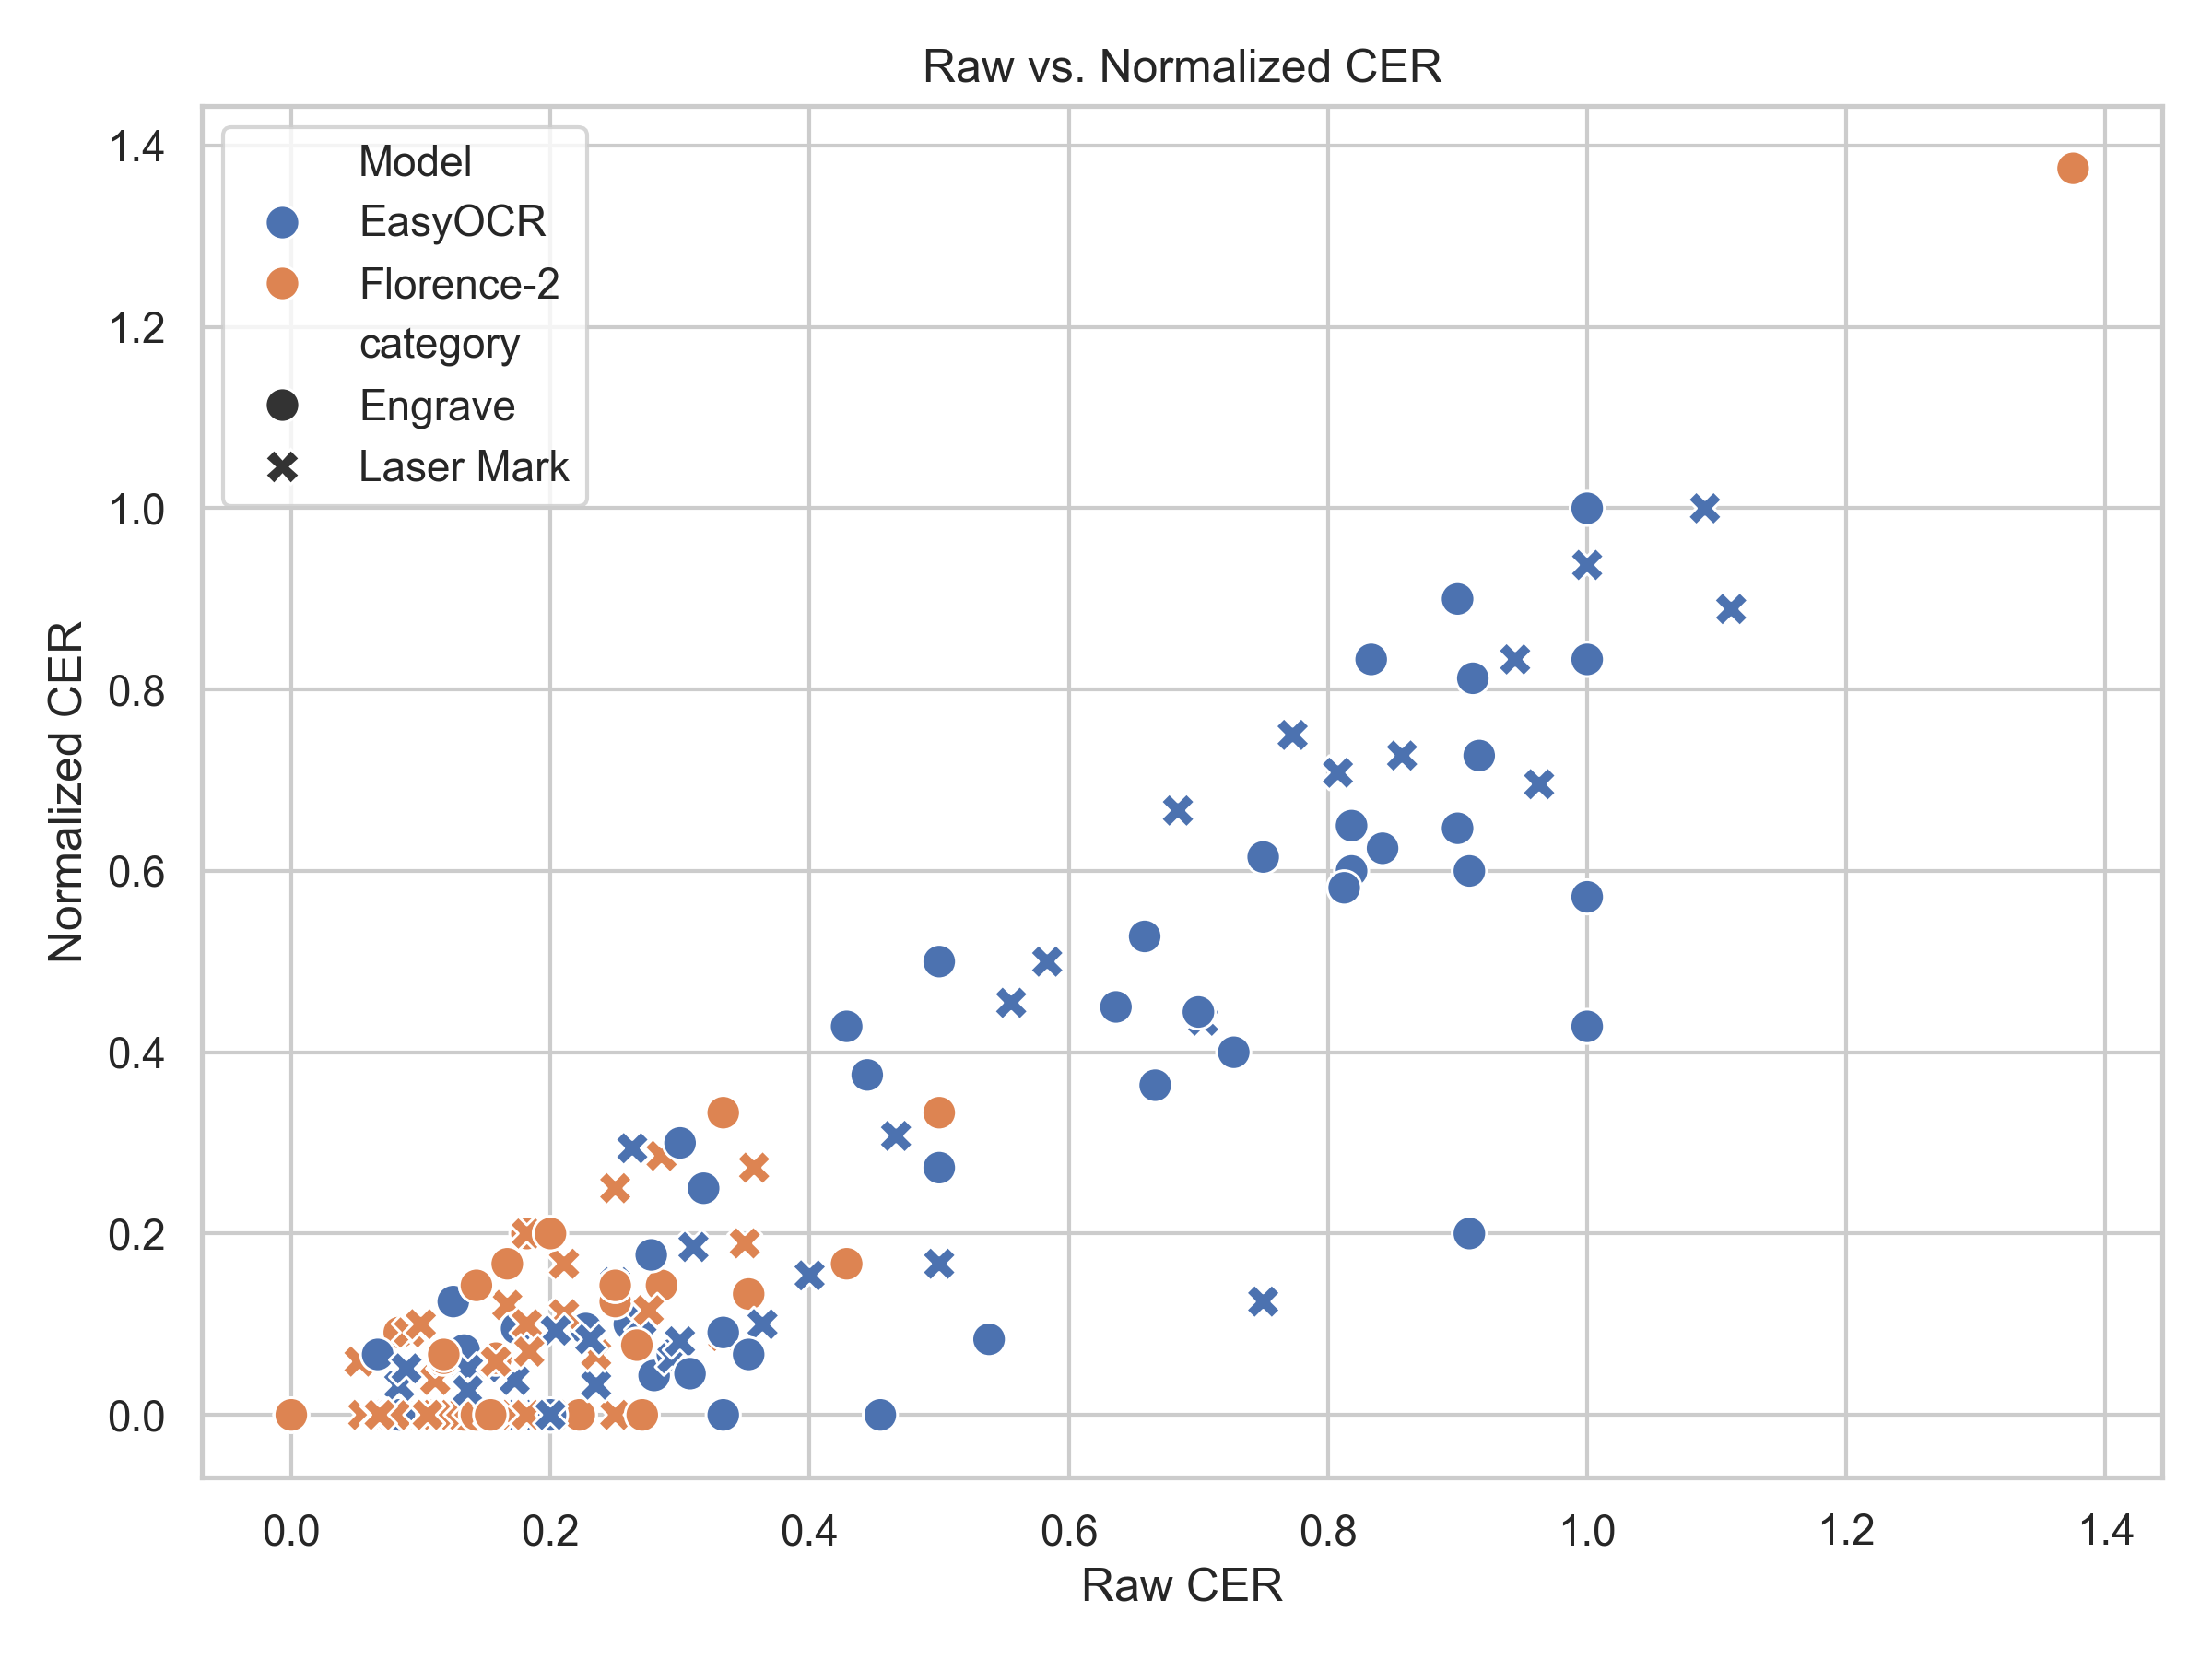 Raw vs. Normalized CER
Model
EasyOCR
Florence-2
category
Engrave
Laser Mark
Normalized CER
1.4
1.2
1.0
0.8
0.6
0.4
0.2
0.0
0.0 0.2 0.4 0.6 0.8 1.0 1.2 1.4
Raw CER